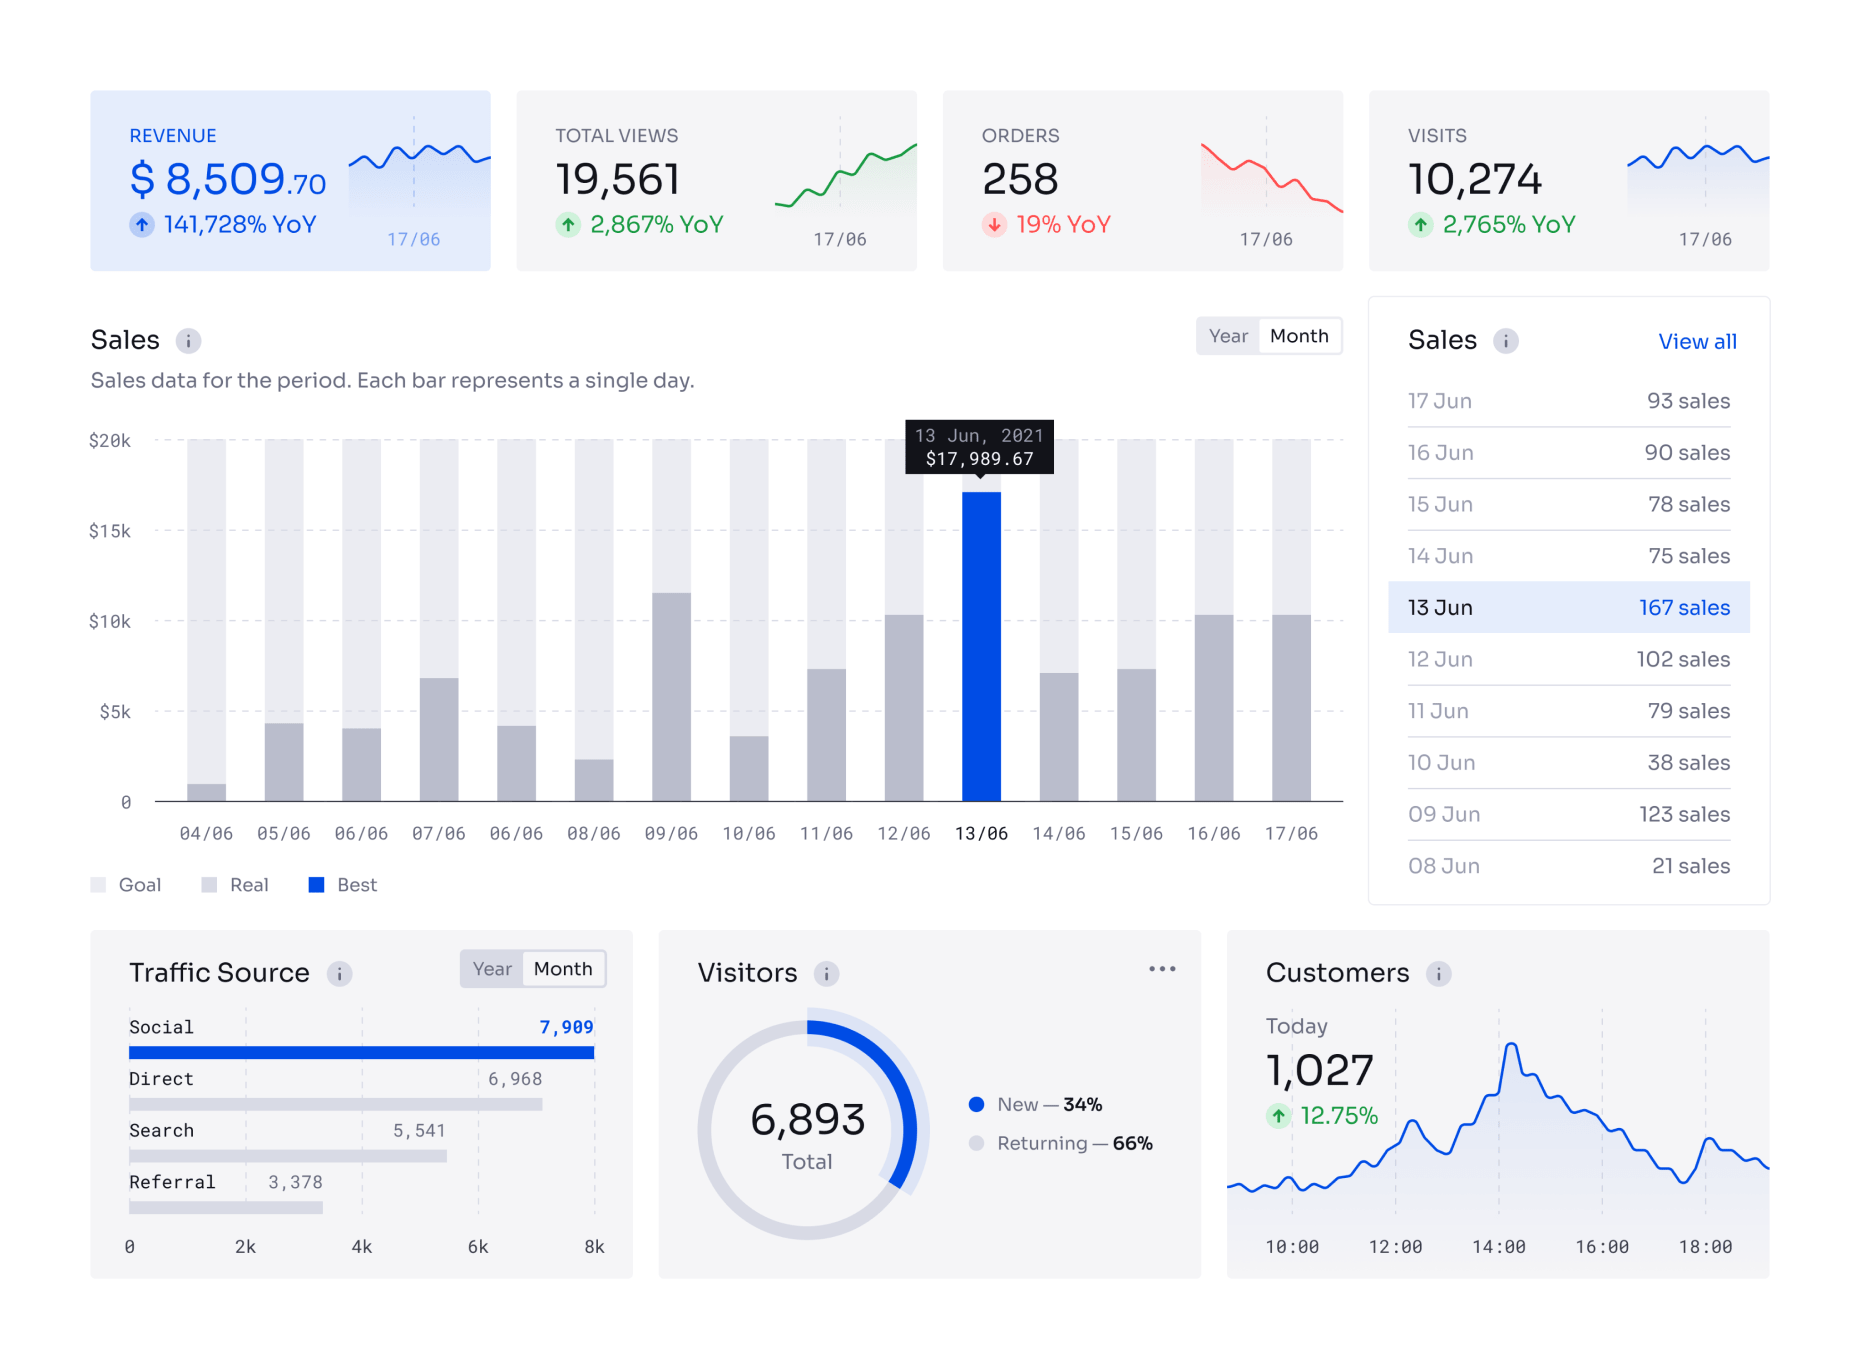 REVENUE
$ 8,509.70
141,728% YoY
17/06
TOTAL VIEWS
19,561
2,867% YoY
17/06
ORDERS
258
19% YoY
17/06
VISITS
10,274
2,765% YoY
17/06
Sales
Year Month
Sales data for the period. Each bar represents a single day.
13 Jun, 2021
$17,989.67
$20k
$15k
$10k
$5k
0
04/06 05/06 06/06 07/06 06/06 08/06 09/06 10/06 11/06 12/06 13/06 14/06 15/06 16/06 17/06
Goal Real Best
Sales View all
17 Jun 93 sales
16 Jun 90 sales
15 Jun 78 sales
14 Jun 75 sales
13 Jun 167 sales
12 Jun 102 sales
11 Jun 79 sales
10 Jun 38 sales
09 Jun 123 sales
08 Jun 21 sales
Traffic Source
Year Month
Social 7,909
Direct 6,968
Search 5,541
Referral 3,378
0 2k 4k 6k 8k
Visitors
6,893
Total
New — 34%
Returning — 66%
Customers
Today
1,027
12.75%
10:00 12:00 14:00 16:00 18:00